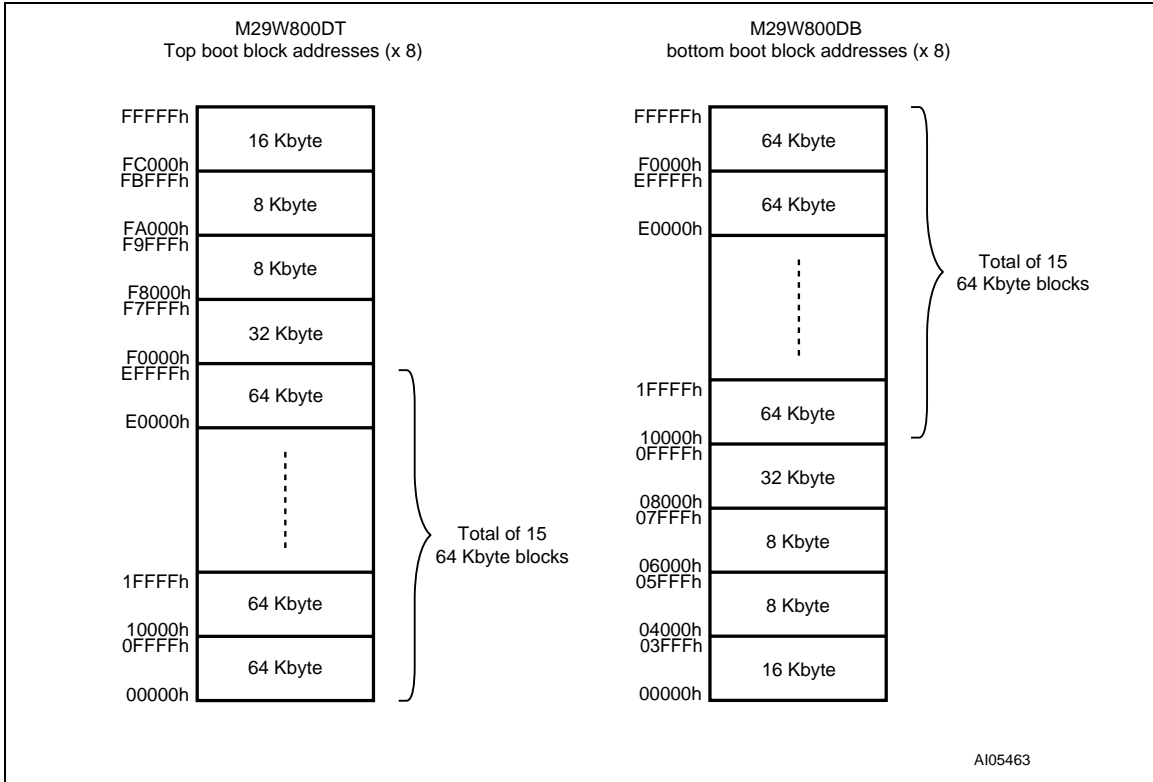 M29W800DT
Top boot block addresses (x 8)
FFFFFh
16 Kbyte
FC000h
FBFFFh
8 Kbyte
FA000h
F9FFFh
8 Kbyte
F8000h
F7FFFh
32 Kbyte
F0000h
EFFFFh
64 Kbyte
E0000h
Total of 15
64 Kbyte blocks
1FFFFh
64 Kbyte
10000h
0FFFFh
64 Kbyte
00000h
M29W800DB
bottom boot block addresses (x 8)
FFFFFh
64 Kbyte
F0000h
EFFFFh
64 Kbyte
E0000h
Total of 15
64 Kbyte blocks
1FFFFh
64 Kbyte
10000h
0FFFFh
32 Kbyte
08000h
07FFFh
8 Kbyte
06000h
05FFFh
8 Kbyte
04000h
03FFFh
16 Kbyte
00000h
AI05463